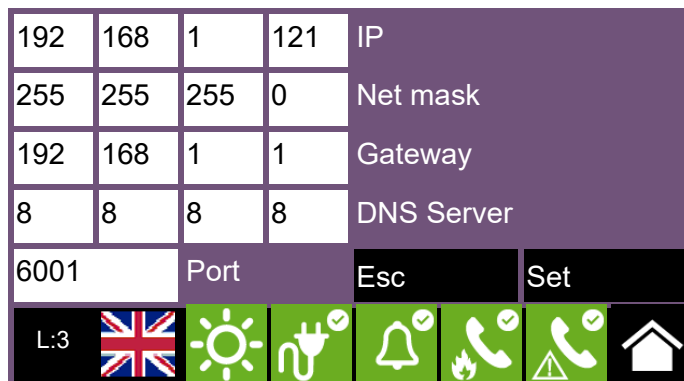 192 168 1 121 IP
255 255 255 0 Net mask
192 168 1 1 Gateway
8 8 8 8 DNS Server
6001 Port Esc Set
L:3